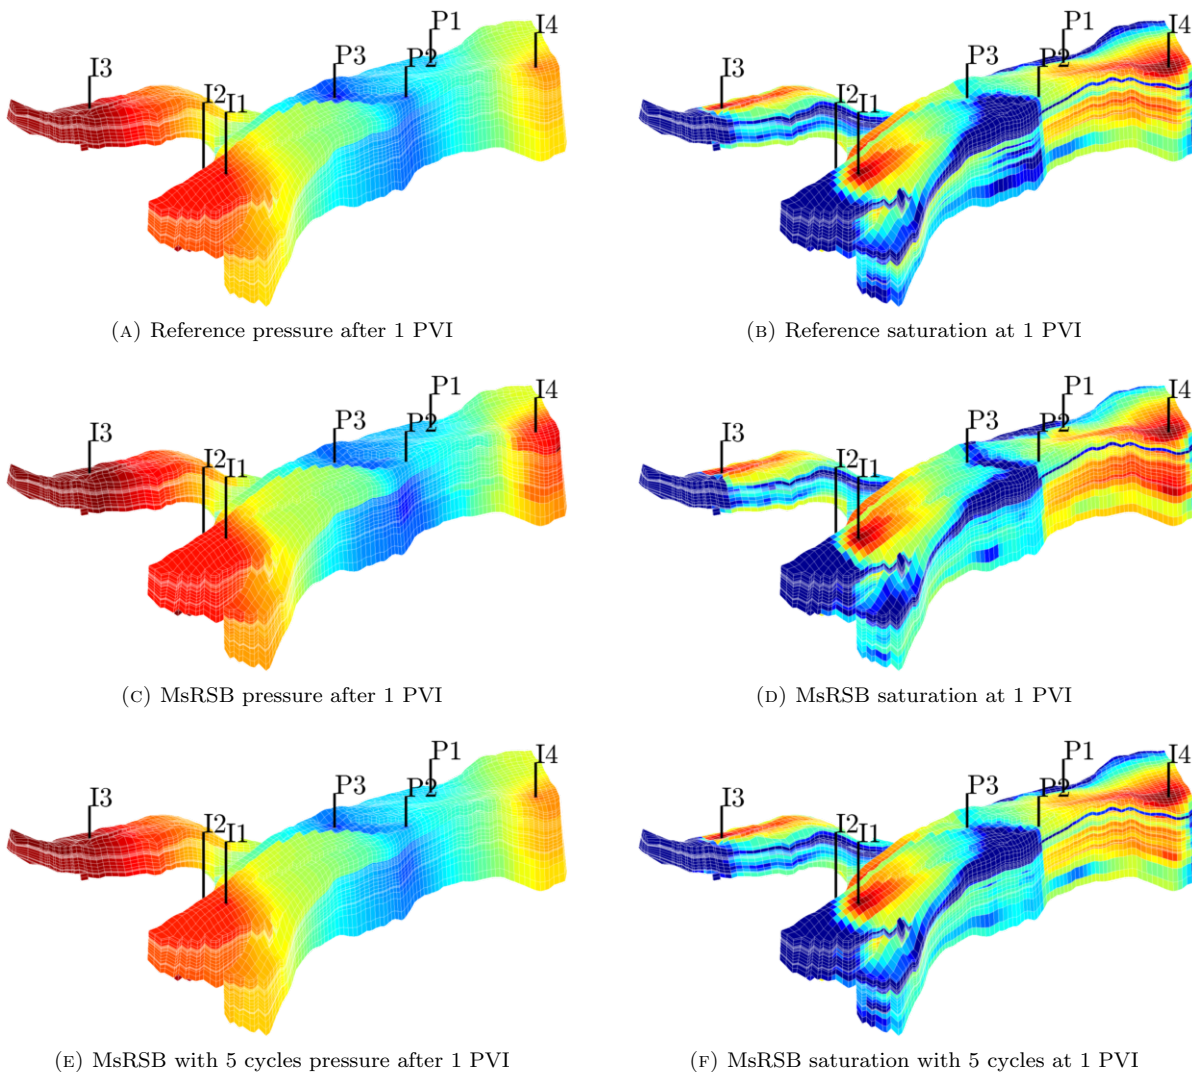 P1
I4
P3
P2
I3
I2
I1
P1
I4
P3
P2
I3
I2
I1
(A) Reference pressure after 1 PVI
(B) Reference saturation at 1 PVI
P1
I4
P3
P2
I3
I2
I1
P1
I4
P3
P2
I3
I2
I1
(C) MsRSB pressure after 1 PVI
(D) MsRSB saturation at 1 PVI
P1
I4
P3
P2
I3
I2
I1
P1
I4
P3
P2
I3
I2
I1
(E) MsRSB with 5 cycles pressure after 1 PVI
(F) MsRSB saturation with 5 cycles at 1 PVI